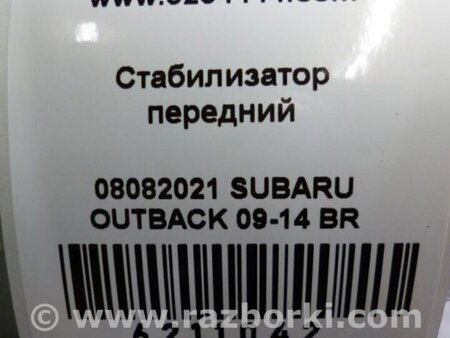 Стабилизатор
передний
08082021 SUBARU
OUTBACK 09-14 BR
www.razborki.com